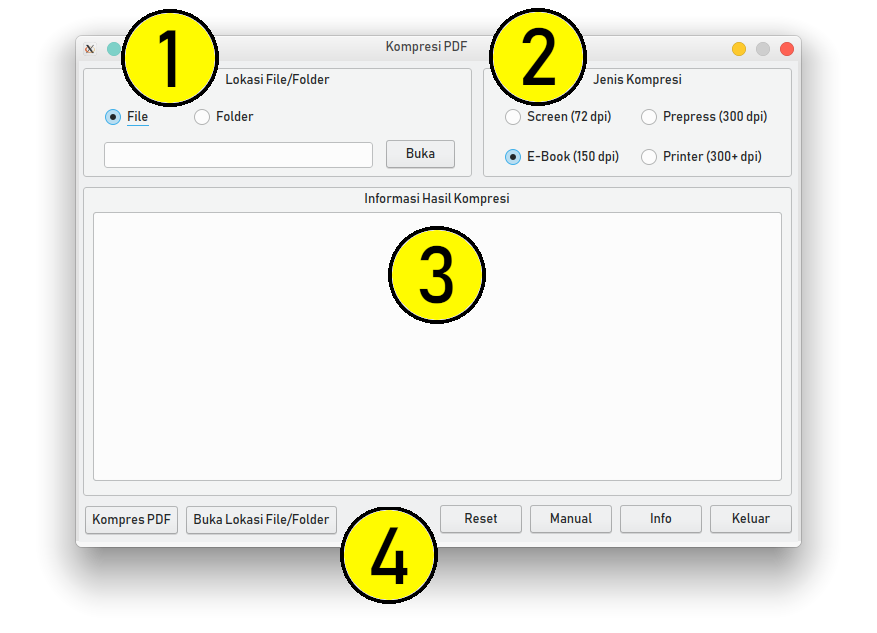 Kompresi PDF
1
2
Lokasi File/Folder
Jenis Kompresi
File
Folder
Screen (72 dpi)
Prepress (300 dpi)
Buka
E-Book (150 dpi)
Printer (300+ dpi)
Informasi Hasil Kompresi
3
Kompres PDF
Buka Lokasi File/Folder
4
Reset
Manual
Info
Keluar